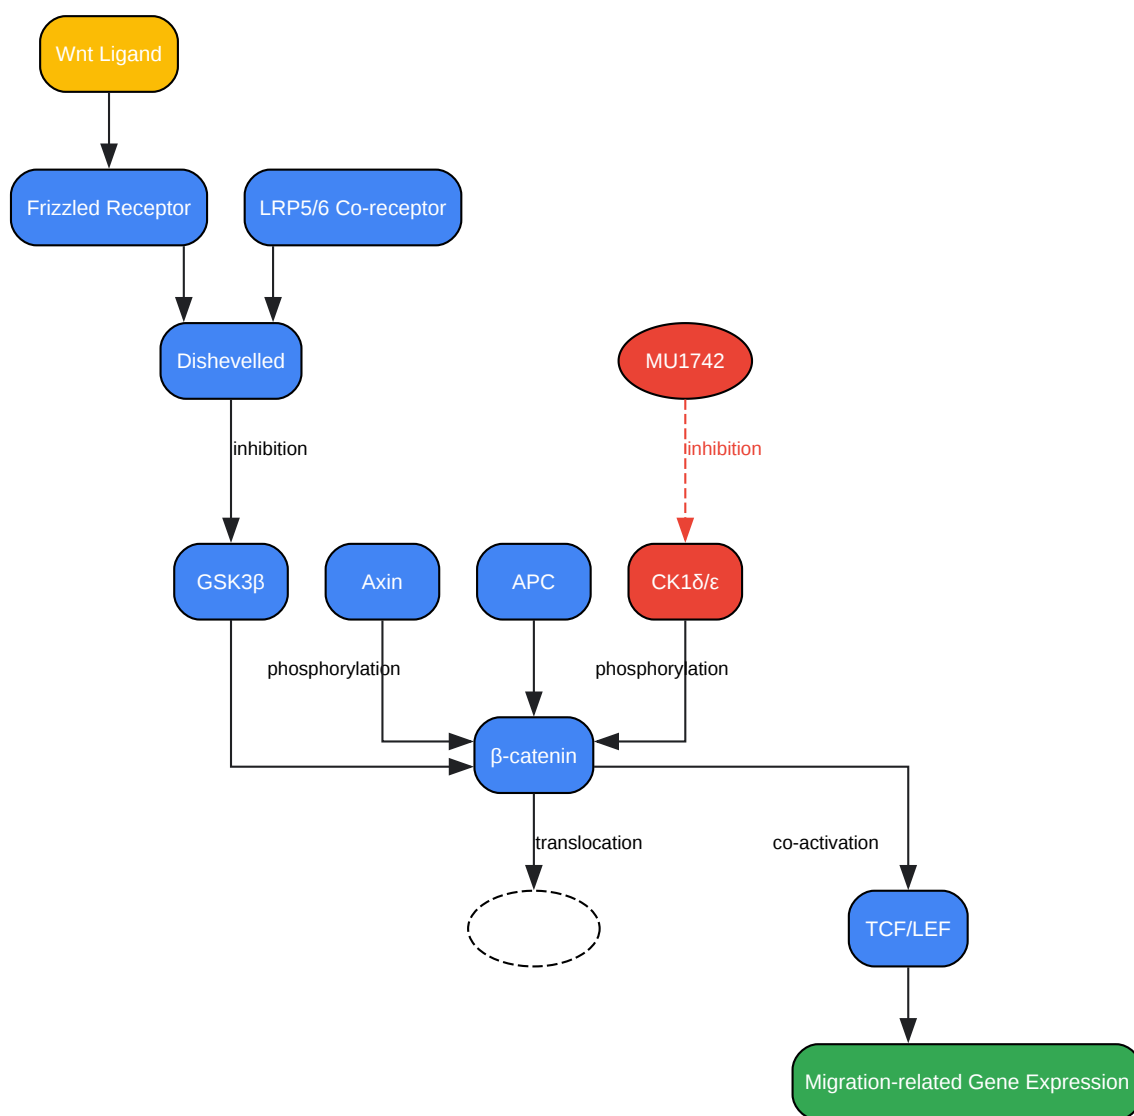 Wnt Ligand
Frizzled Receptor
LRP5/6 Co-receptor
Dishevelled
MU1742
inhibition
inhibition
GSK3β
Axin
APC
CK1δ/ε
phosphorylation
phosphorylation
β-catenin
translocation
co-activation
TCF/LEF
Migration-related Gene Expression